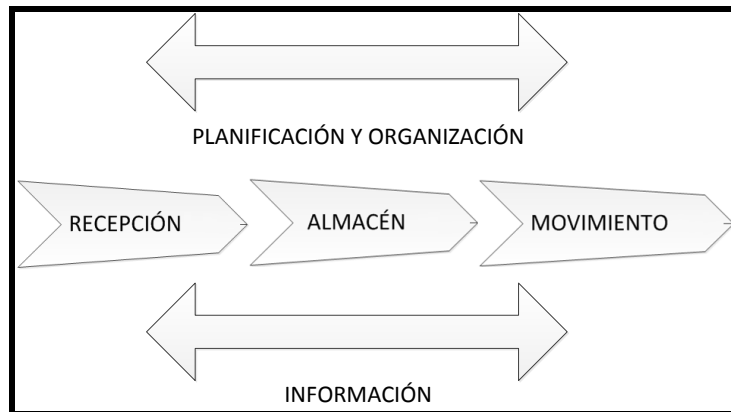 PLANIFICACIÓN Y ORGANIZACIÓN
RECEPCIÓN
ALMACÉN
MOVIMIENTO
INFORMACIÓN